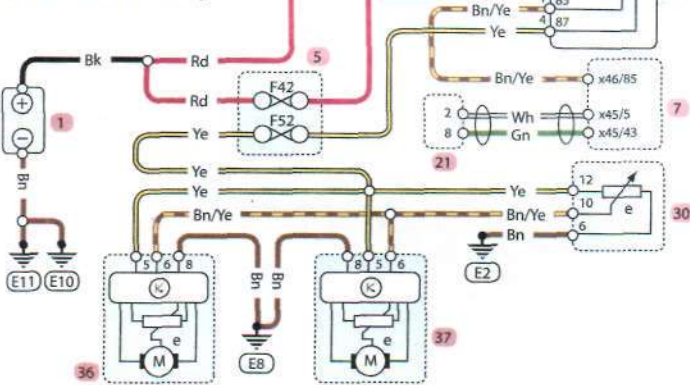 Bn/Ye
85
4 87
Ye
Bk
Rd
5
F42
Rd
Bn/Ye
x46/85
7
1
F52
Ye
2
Wh
x45/5
8
Gn
x45/43
21
Ye
Ye
Ye
12
Bn
Bn/Ye
Bn/Ye
10
e
30
Bn
6
E11
E10
E2
5 6 8
8 5 6
K
K
Bn
Bn
e
e
37
M
M
E8
36